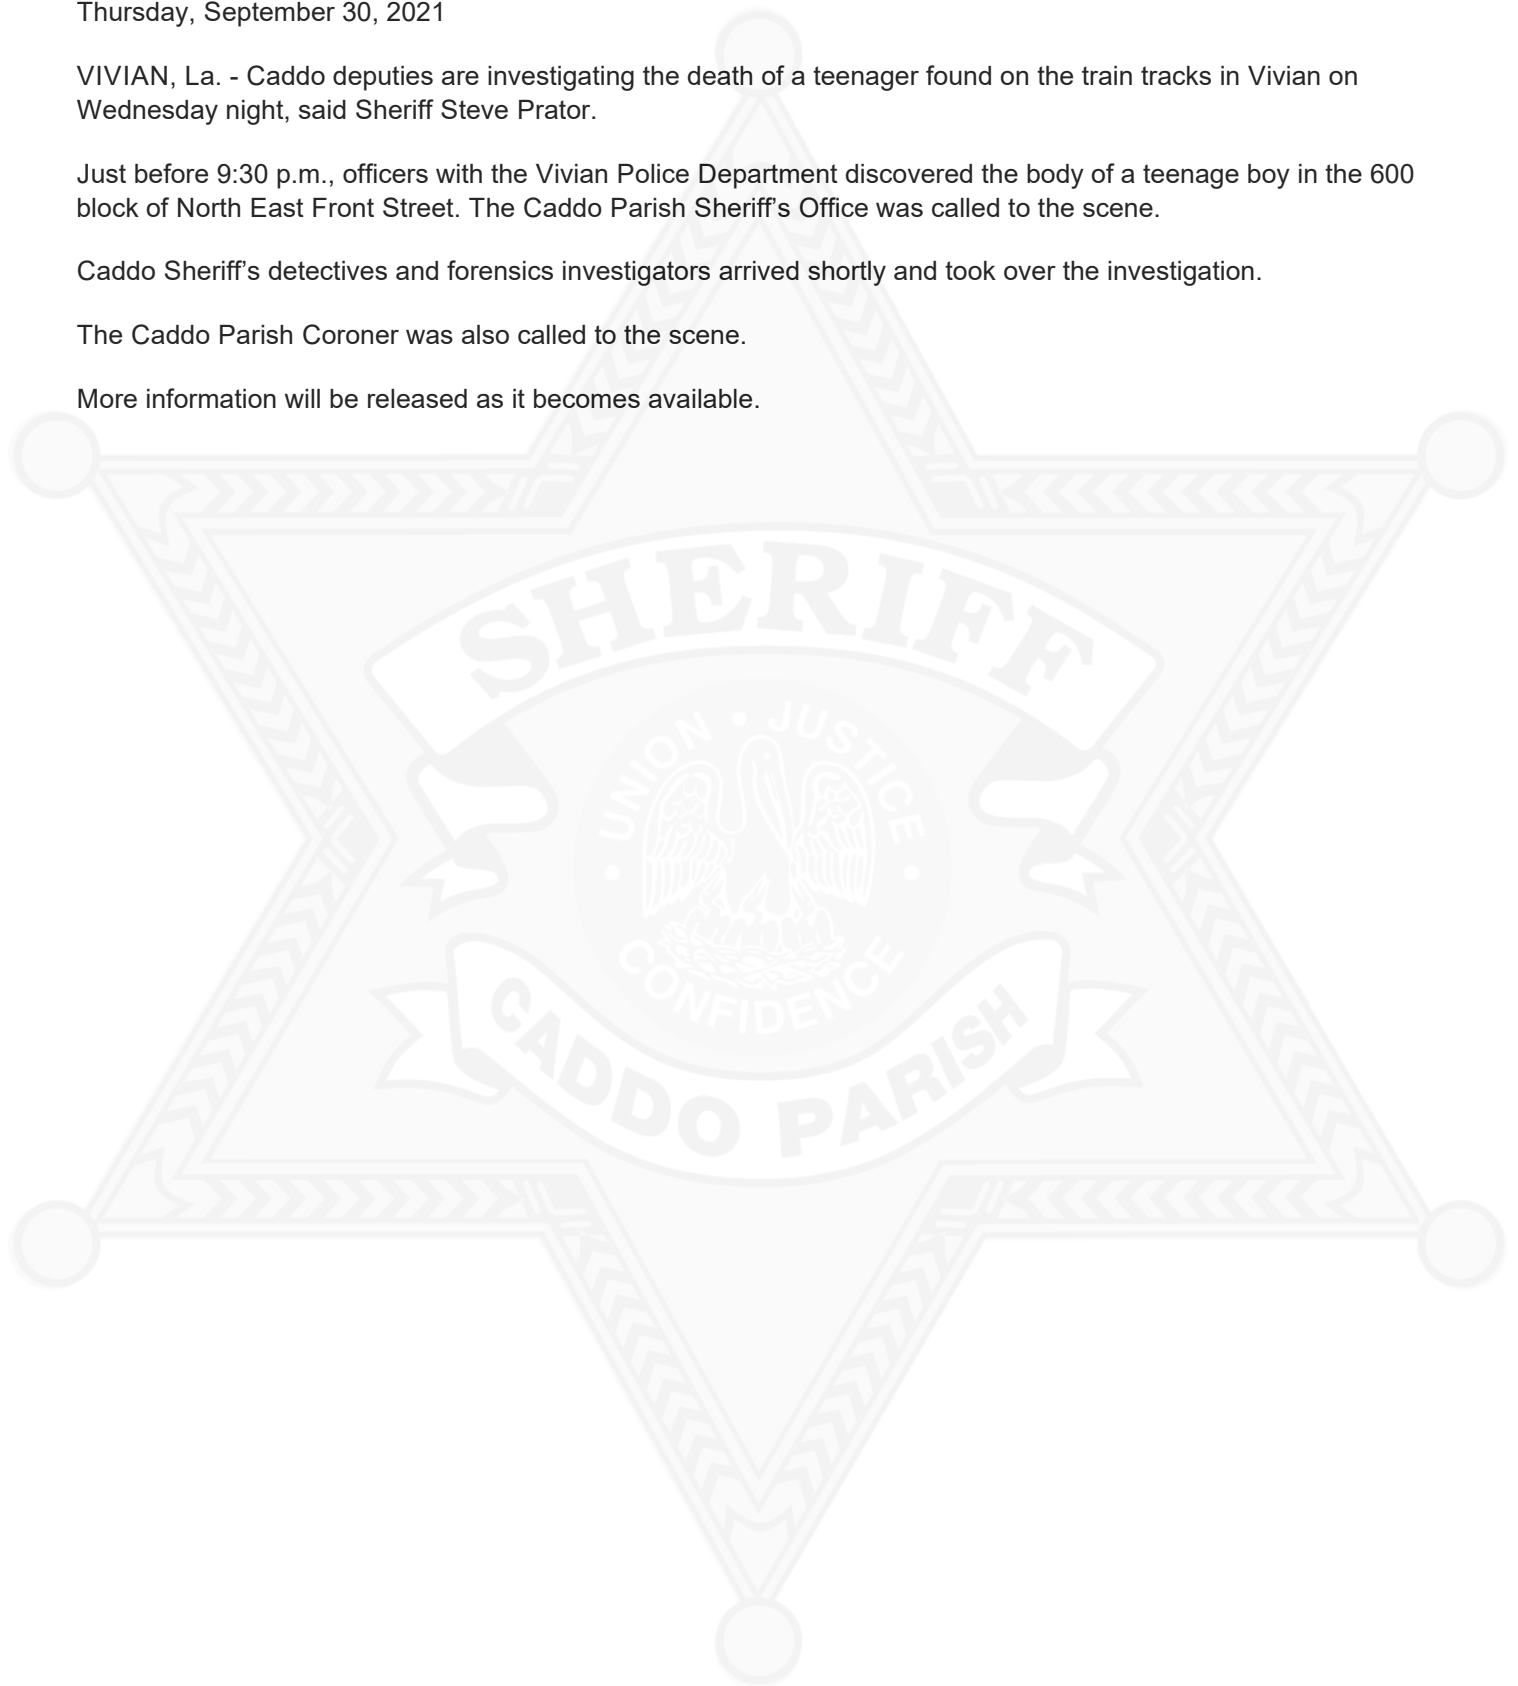 Thursday, September 30, 2021
VIVIAN, La. - Caddo deputies are investigating the death of a teenager found on the train tracks in Vivian on
Wednesday night, said Sheriff Steve Prator.
Just before 9:30 p.m., officers with the Vivian Police Department discovered the body of a teenage boy in the 600
block of North East Front Street. The Caddo Parish Sheriff’s Office was called to the scene.
Caddo Sheriff’s detectives and forensics investigators arrived shortly and took over the investigation.
The Caddo Parish Coroner was also called to the scene.
More information will be released as it becomes available.
SHERIFF
UNION • JUSTICE
• CONFIDENCE •
CADDO PARISH